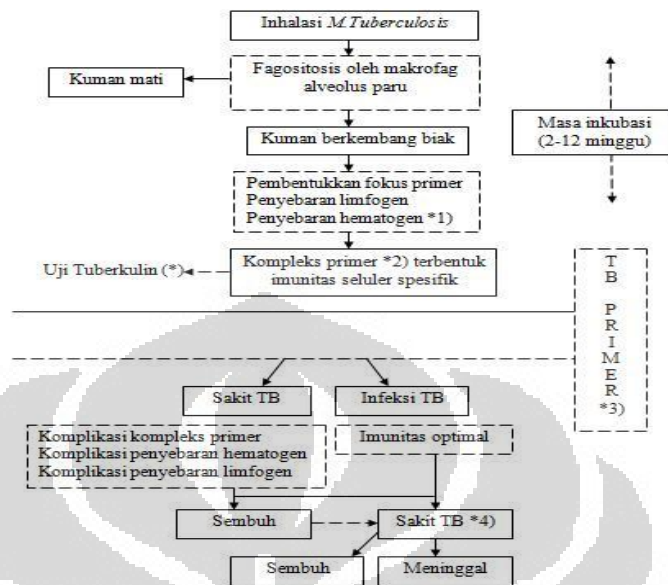 Inhalasi M.Tuberculosis
Fagositosis oleh makrofag
alveolus paru
Kuman mati
Kuman berkembang biak
Masa inkubasi
(2-12 minggu)
Pembentukkan fokus primer
Penyebaran limfogen
Penyebaran hematogen *1)
Uji Tuberkulin (*)
Kompleks primer *2) terbentuk
imunitas seluler spesifik
T
B
P
R
I
M
E
R
*3)
Sakit TB
Infeksi TB
Komplikasi kompleks primer
Komplikasi penyebaran hematogen
Komplikasi penyebaran limfogen
Imunitas optimal
Sembuh
Sakit TB *4)
Sembuh
Meninggal